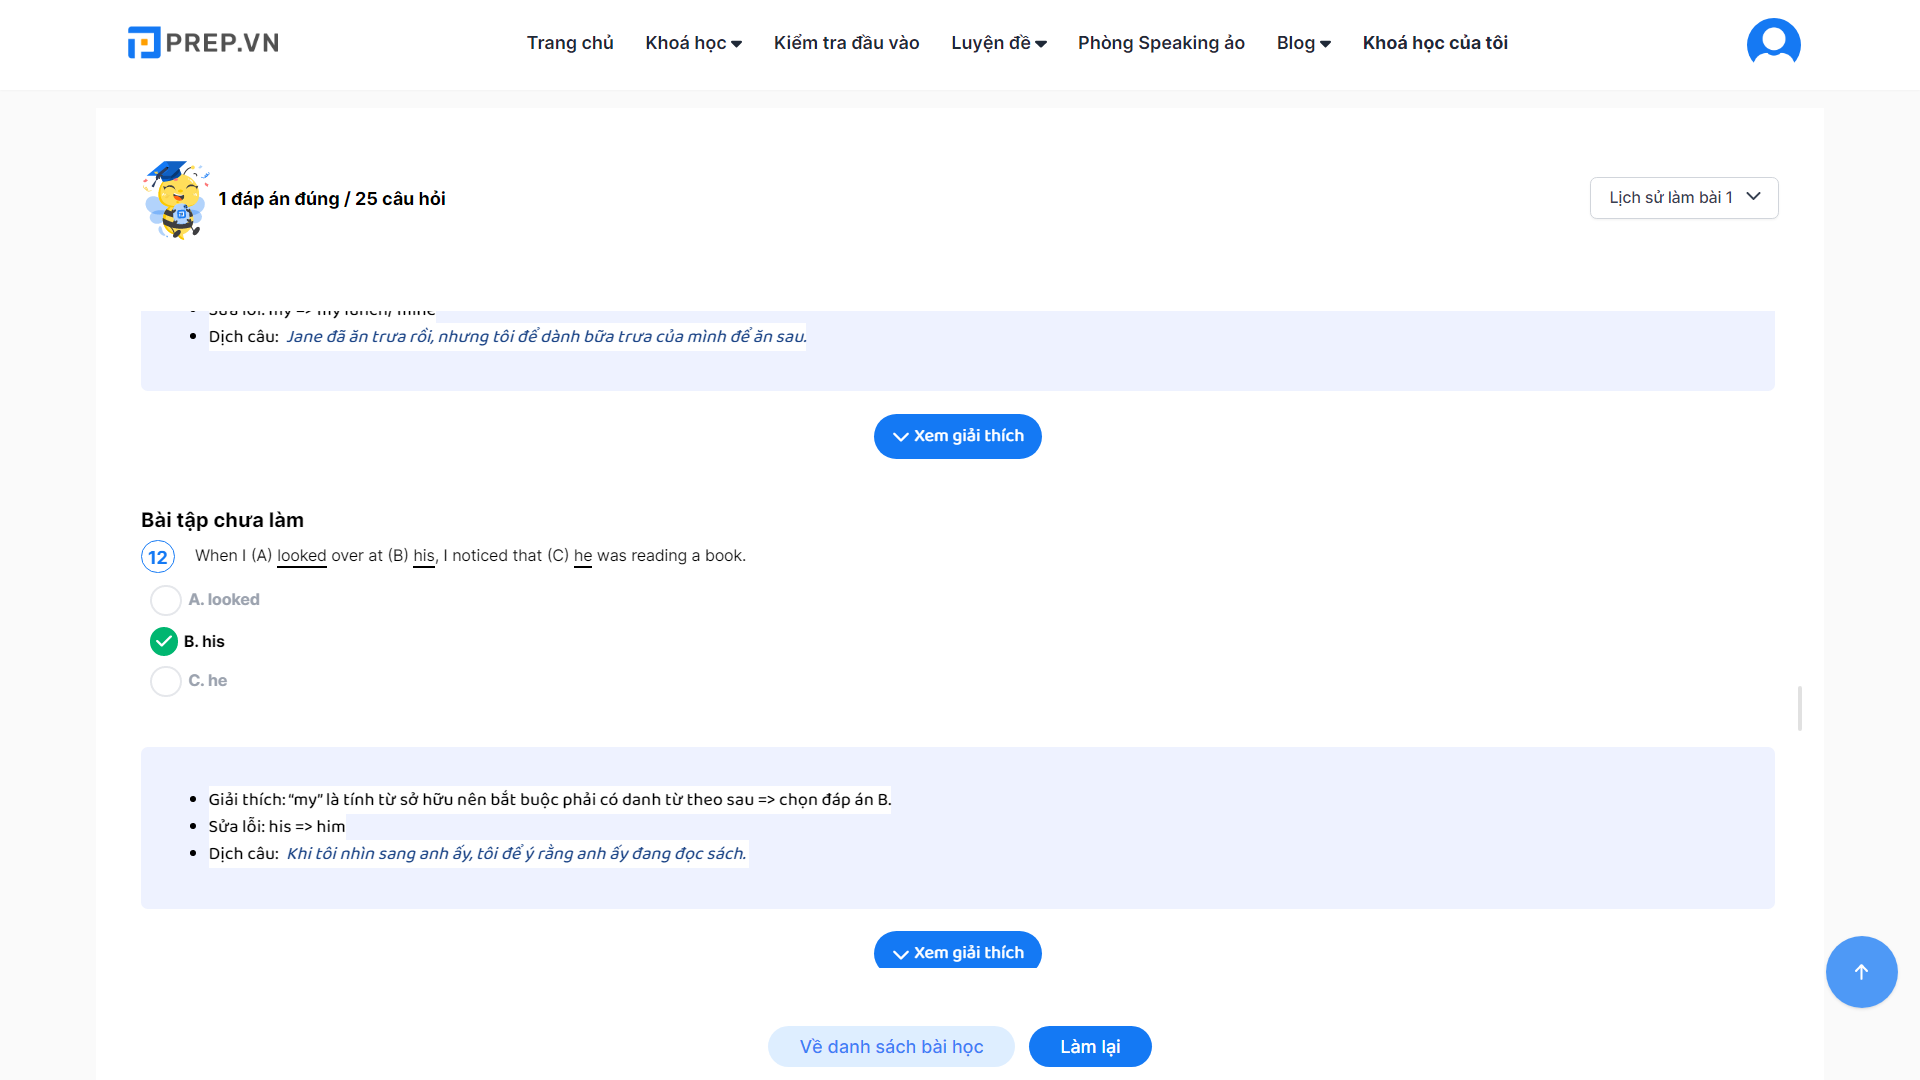 PREP.VN
Trang chủ Khoá học Kiểm tra đầu vào Luyện đề Phòng Speaking ảo Blog Khoá học của tôi
1 đáp án đúng / 25 câu hỏi
Lịch sử làm bài 1
Sửa lỗi: my => my lunch/ mine
Dịch câu: Jane đã ăn trưa rồi, nhưng tôi để dành bữa trưa của mình để ăn sau.
Xem giải thích
Bài tập chưa làm
12 When I (A) looked over at (B) his, I noticed that (C) he was reading a book.
A. looked
B. his
C. he
Giải thích: “my” là tính từ sở hữu nên bắt buộc phải có danh từ theo sau => chọn đáp án B.
Sửa lỗi: his => him
Dịch câu: Khi tôi nhìn sang anh ấy, tôi để ý rằng anh ấy đang đọc sách.
Xem giải thích
Về danh sách bài học Làm lại